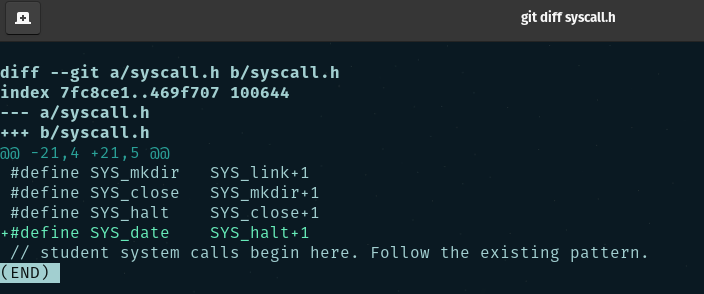 git diff syscall.h
diff --git a/syscall.h b/syscall.h
index 7fc8ce1..469f707 100644
--- a/syscall.h
+++ b/syscall.h
@@ -21,4 +21,5 @@
 #define SYS_mkdir   SYS_link+1
 #define SYS_close   SYS_mkdir+1
 #define SYS_halt    SYS_close+1
+#define SYS_date    SYS_halt+1
 // student system calls begin here. Follow the existing pattern.
(END)